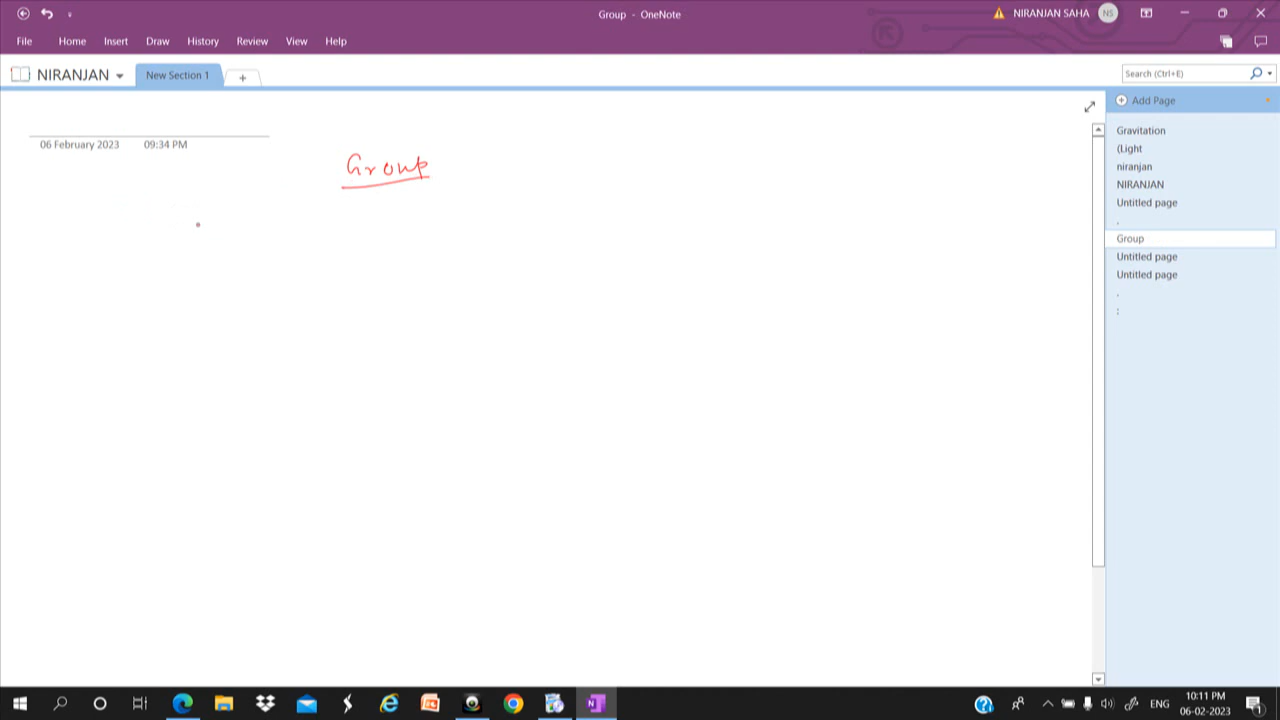 Group - OneNote
NIRANJAN SAHA
NS
File Home Insert Draw History Review View Help
NIRANJAN
New Section 1
+
Search (Ctrl+E)
Add Page
06 February 2023 09:34 PM
Group
Gravitation
(Light
niranjan
NIRANJAN
Untitled page
.
Group
Untitled page
Untitled page
.
:
ENG
10:11 PM
06-02-2023
1